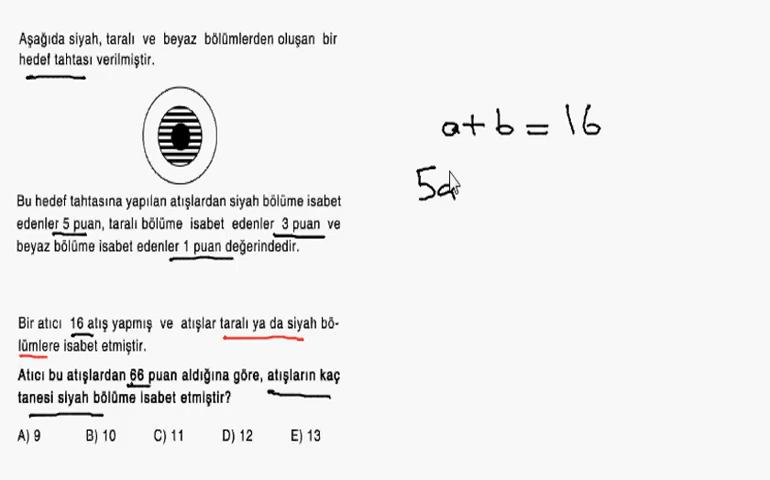 Aşağıda siyah, taralı ve beyaz bölümlerden oluşan bir
hedef tahtası verilmiştir.
Bu hedef tahtasına yapılan atışlardan siyah bölüme isabet
edenler 5 puan, taralı bölüme isabet edenler 3 puan ve
beyaz bölüme isabet edenler 1 puan değerindedir.
Bir atıcı 16 atış yapmış ve atışlar taralı ya da siyah bö-
lümlere isabet etmiştir.
Atıcı bu atışlardan 66 puan aldığına göre, atışların kaç
tanesi siyah bölüme isabet etmiştir?
A) 9 B) 10 C) 11 D) 12 E) 13
a + b = 16
5a